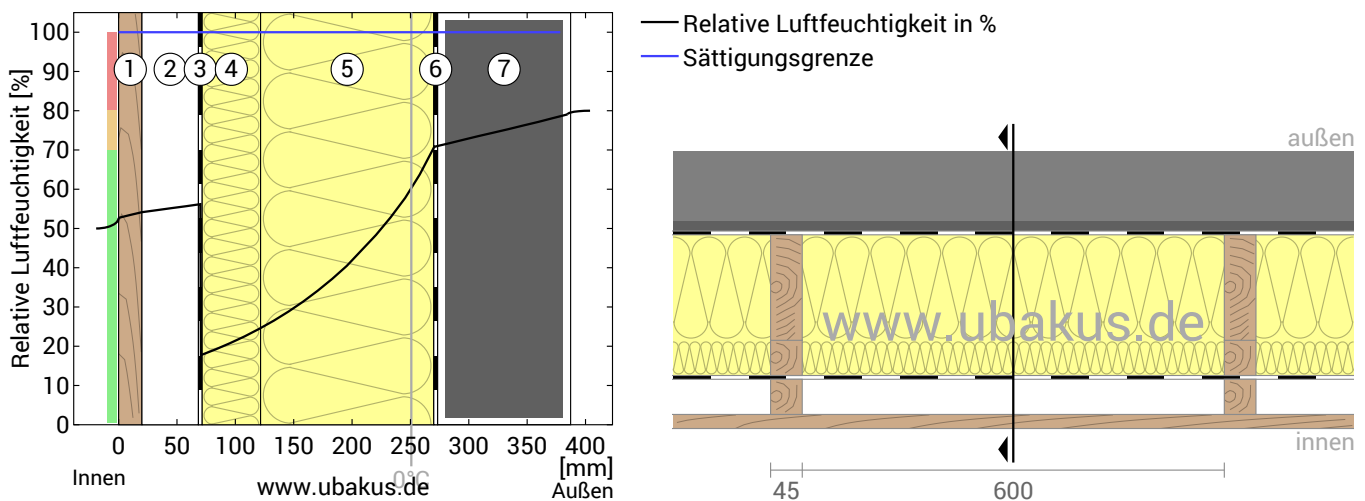 Relative Luftfeuchtigkeit [%]
100
90
80
70
60
50
40
30
20
10
0
1 2 3 4 5 6 7
0 50 100 150 200 250 300 350 400
[mm]
Innen
0°C
www.ubakus.de
Außen
Relative Luftfeuchtigkeit in %
Sättigungsgrenze
außen
www.ubakus.de
innen
45 600